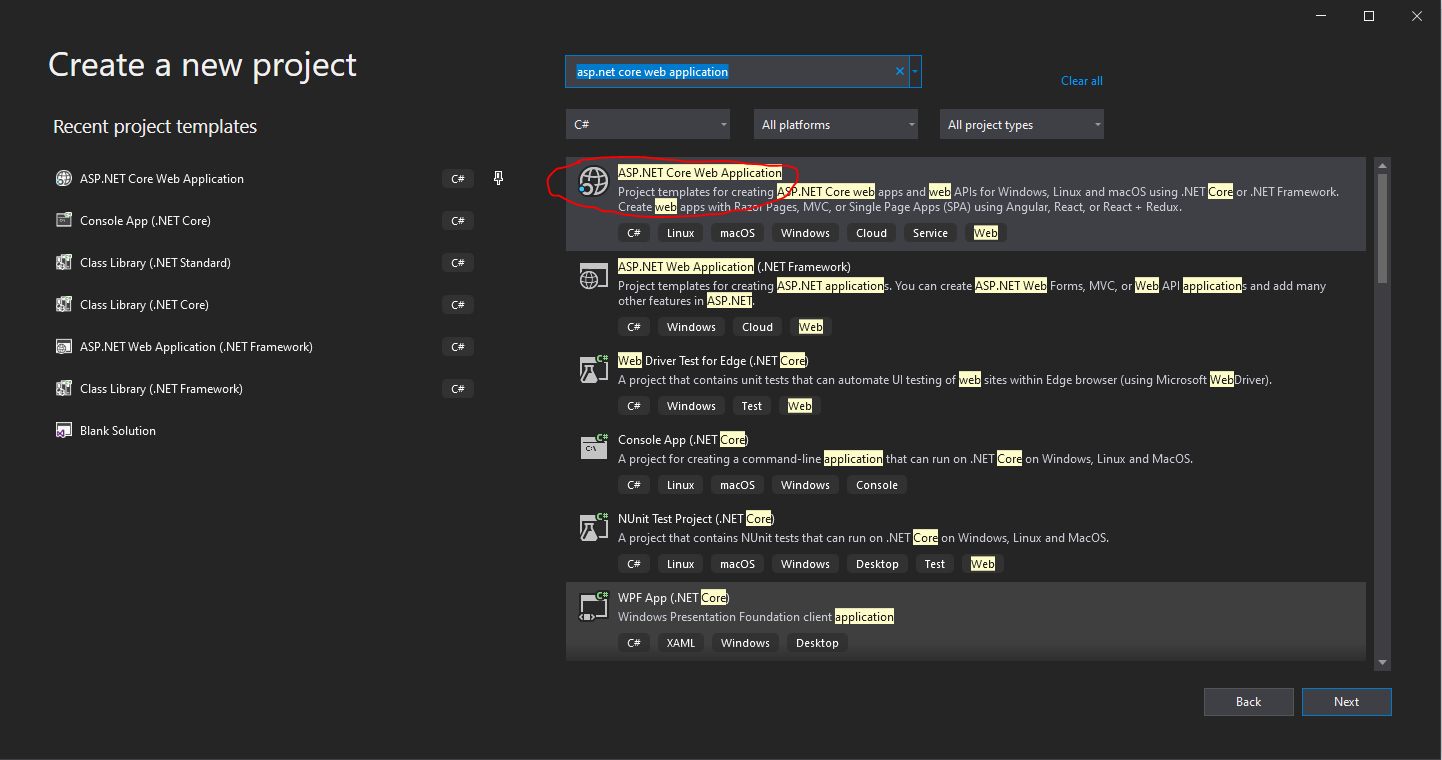 Create a new project
asp.net core web application
Clear all
Recent project templates
C#
All platforms
All project types
ASP.NET Core Web Application
C#
Console App (.NET Core)
C#
Class Library (.NET Standard)
C#
Class Library (.NET Core)
C#
ASP.NET Web Application (.NET Framework)
C#
Class Library (.NET Framework)
C#
Blank Solution
ASP.NET Core Web Application
Project templates for creating ASP.NET Core web apps and web APIs for Windows, Linux and macOS using .NET Core or .NET Framework.
Create web apps with Razor Pages, MVC, or Single Page Apps (SPA) using Angular, React, or React + Redux.
C# Linux macOS Windows Cloud Service Web
ASP.NET Web Application (.NET Framework)
Project templates for creating ASP.NET applications. You can create ASP.NET Web Forms, MVC, or Web API applications and add many
other features in ASP.NET.
C# Windows Cloud Web
C#
Web Driver Test for Edge (.NET Core)
A project that contains unit tests that can automate UI testing of web sites within Edge browser (using Microsoft WebDriver).
C# Windows Test Web
C#
C:\
Console App (.NET Core)
A project for creating a command-line application that can run on .NET Core on Windows, Linux and MacOS.
C# Linux macOS Windows Console
C#
NUnit Test Project (.NET Core)
A project that contains NUnit tests that can run on .NET Core on Windows, Linux and MacOS.
C# Linux macOS Windows Desktop Test Web
C#
WPF App (.NET Core)
Windows Presentation Foundation client application
C# XAML Windows Desktop
Back
Next